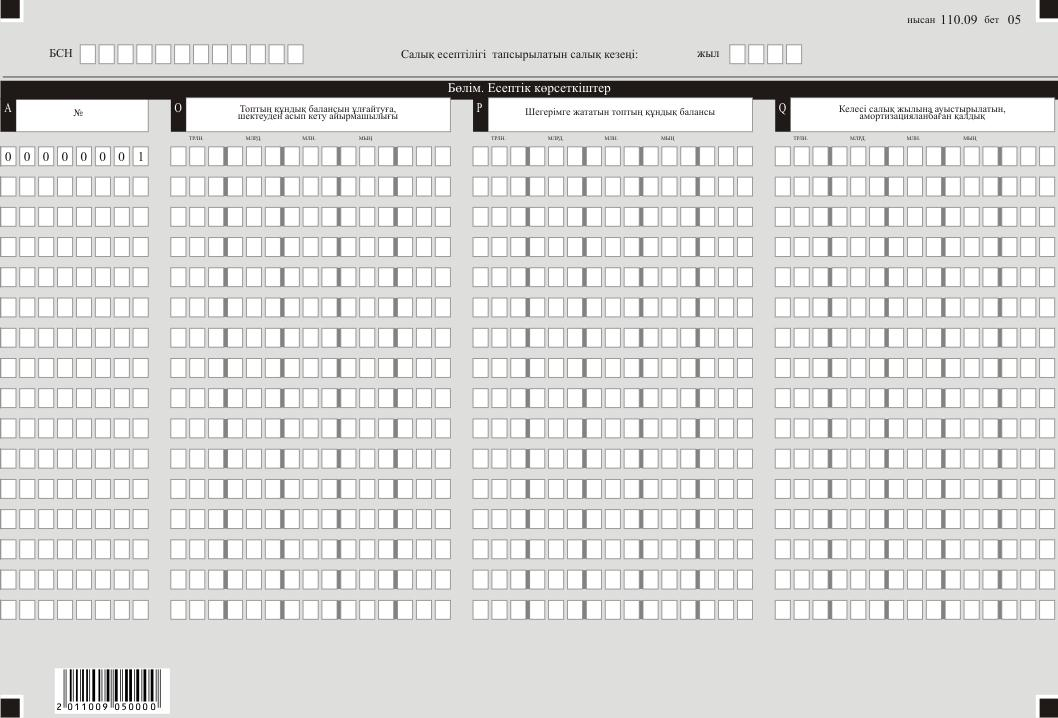 нысан 110.09 бет 05
БСН Салық есептілігі тапсырылатын салық кезеңі: жыл
Бөлім. Есептік көрсеткіштер
A № O Топтың құндық балансын ұлғайтуға, P Шегерімге жататын топтың құндық балансы Q Келесі салық жылына ауыстырылатын,
шектеуден асып кету айырмашылығы амортизацияланбаған қалдық
ТРЛН. МЛРД. МЛН. МЫҢ ТРЛН. МЛРД. МЛН. МЫҢ ТРЛН. МЛРД. МЛН. МЫҢ
0 0 0 0 0 0 0 1
2 011009 050000